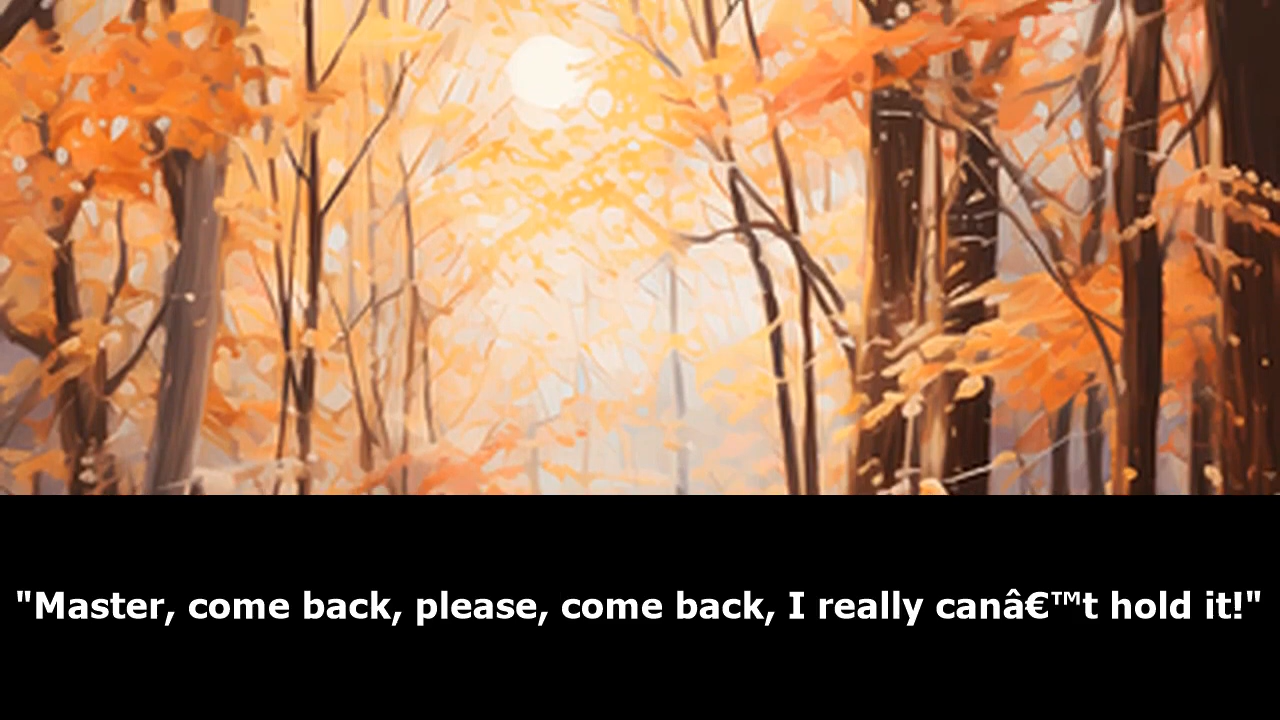 "Master, come back, please, come back, I really canâ€™t hold it!"